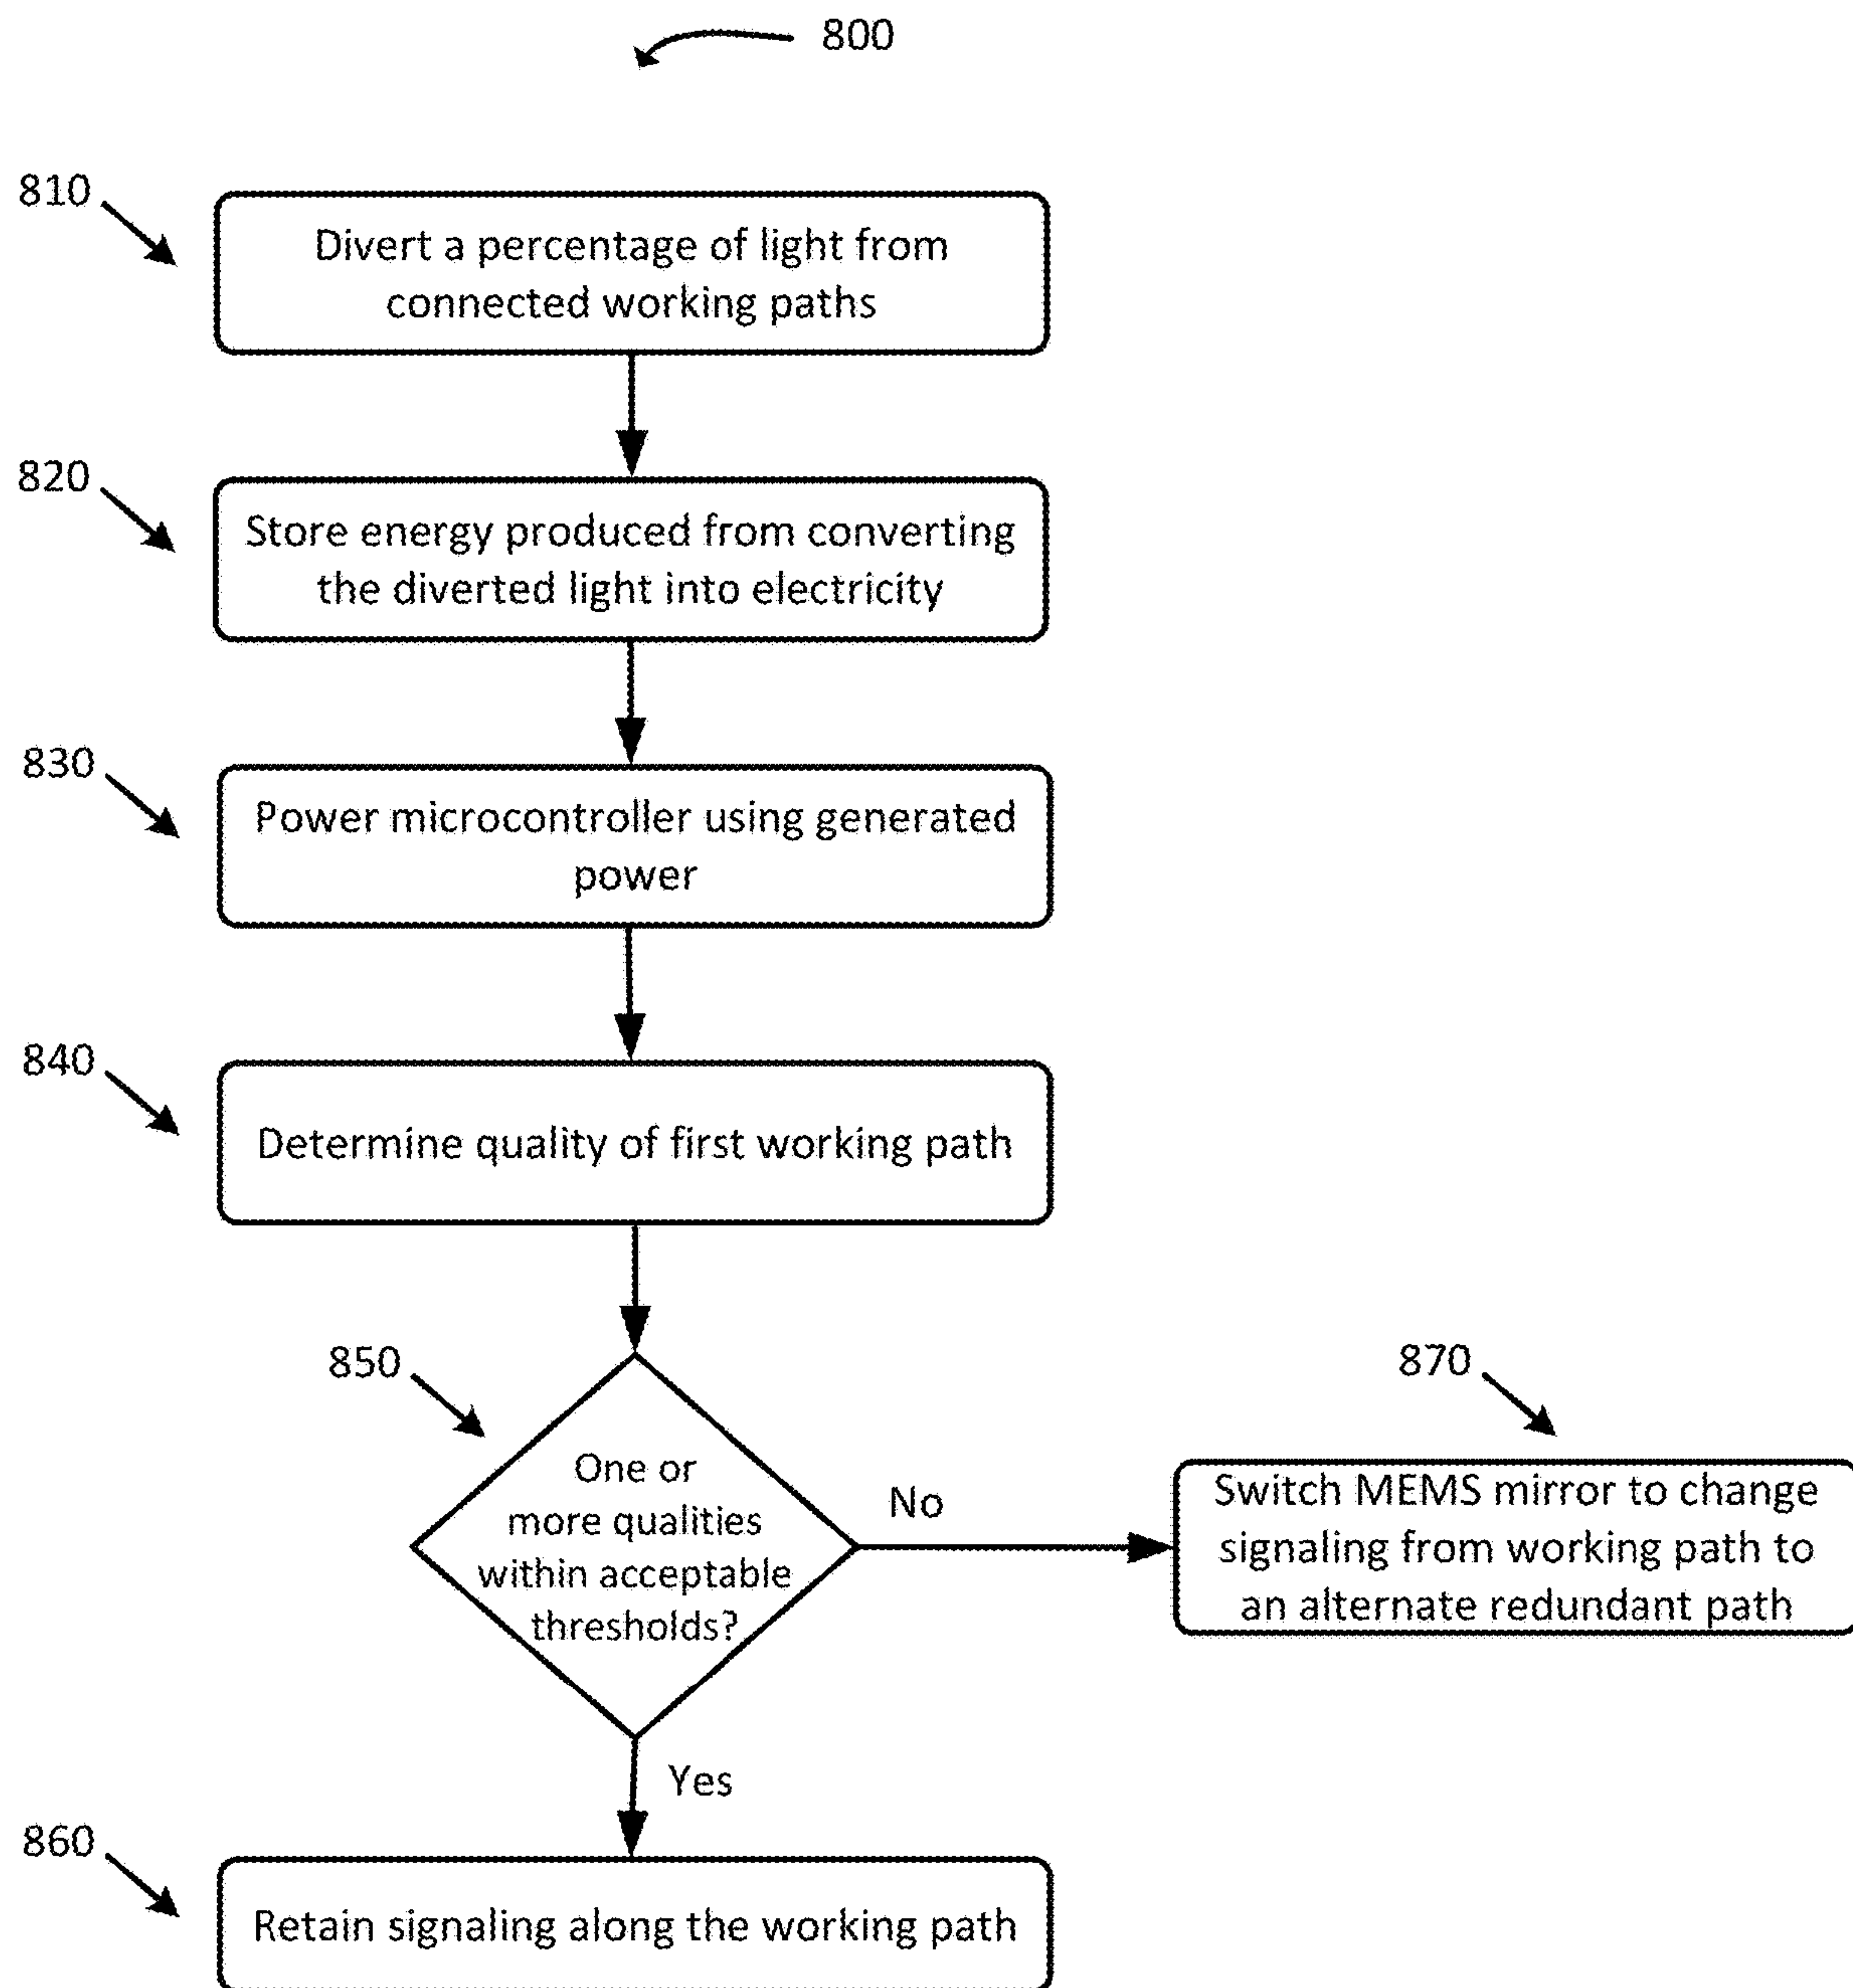 800
810
Divert a percentage of light from
connected working paths
820
Store energy produced from converting
the diverted light into electricity
830
Power microcontroller using generated
power
840
Determine quality of first working path
850
One or
more qualities
within acceptable
thresholds?
No
870
Switch MEMS mirror to change
signaling from working path to
an alternate redundant path
Yes
860
Retain signaling along the working path